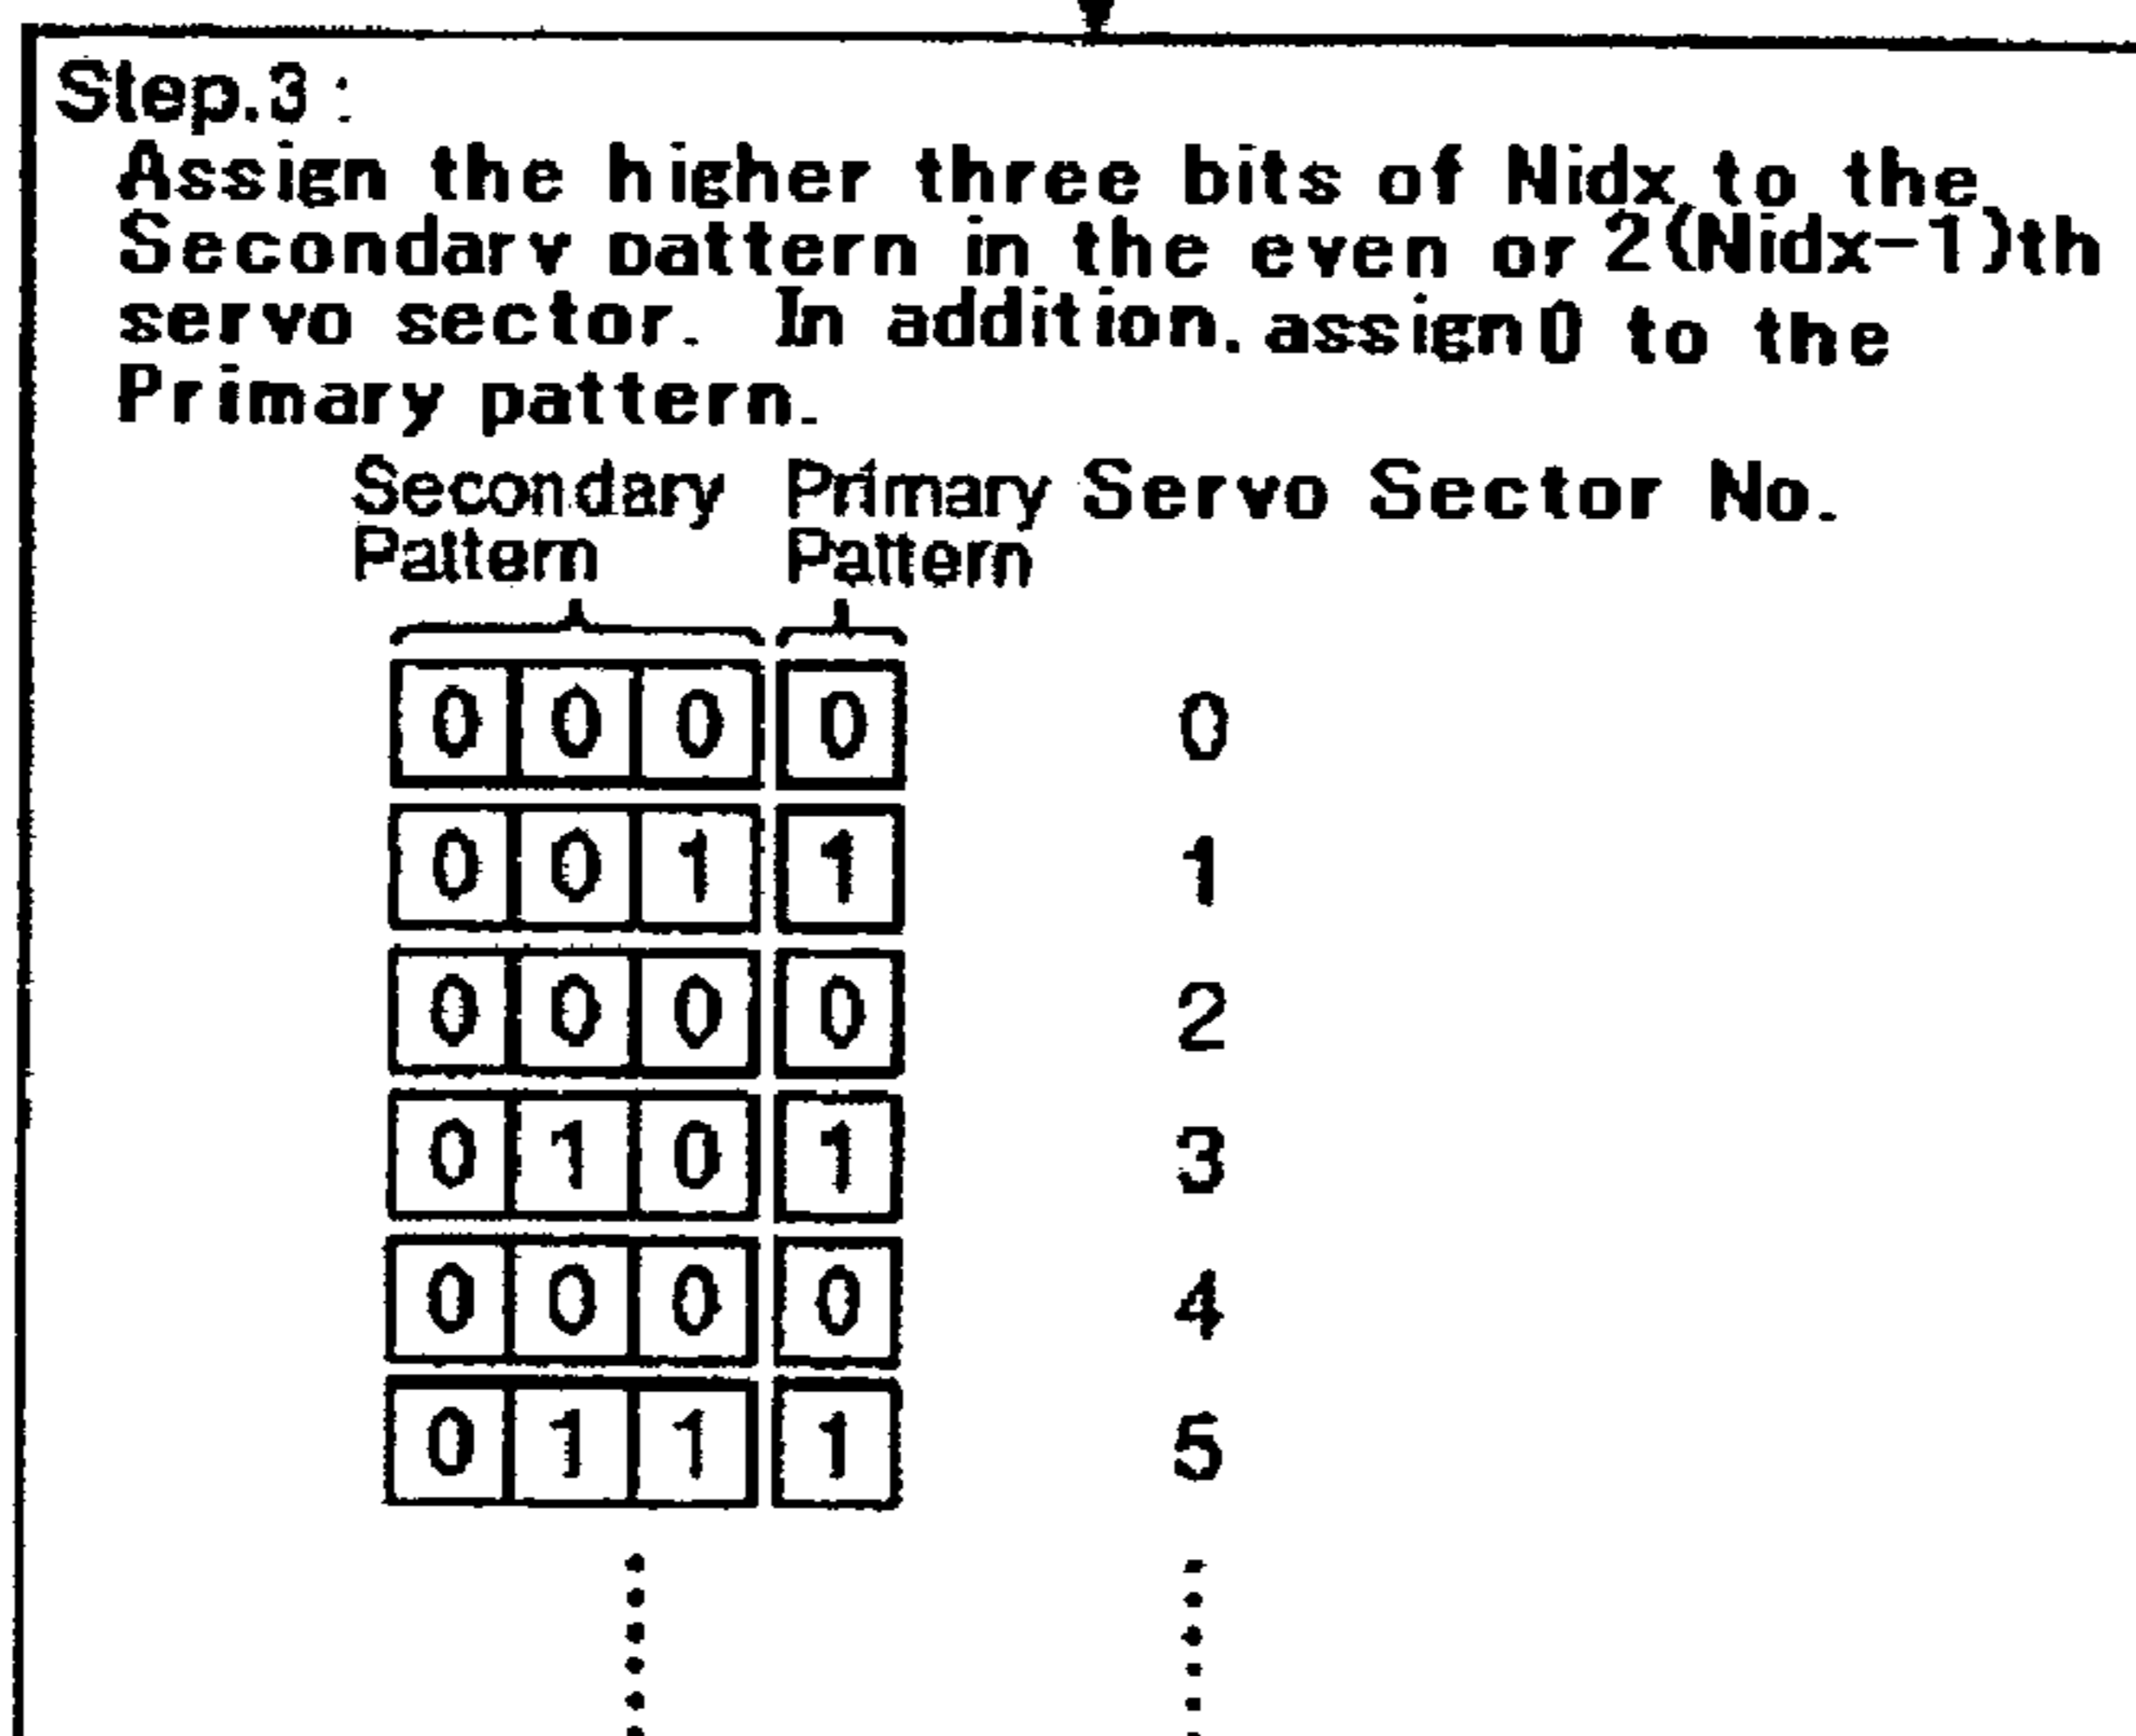 Step.3 :
Assign the higher three bits of Nidx to the
Secondary pattern in the even or 2(Nidx-1)th
servo sector. In addition, assign 0 to the
Primary pattern.
Secondary Primary Servo Sector No.
Pattern Pattern
0 0 0 0 0
0 0 1 1 1
0 0 0 0 2
0 1 0 1 3
0 0 0 0 4
0 1 1 1 5